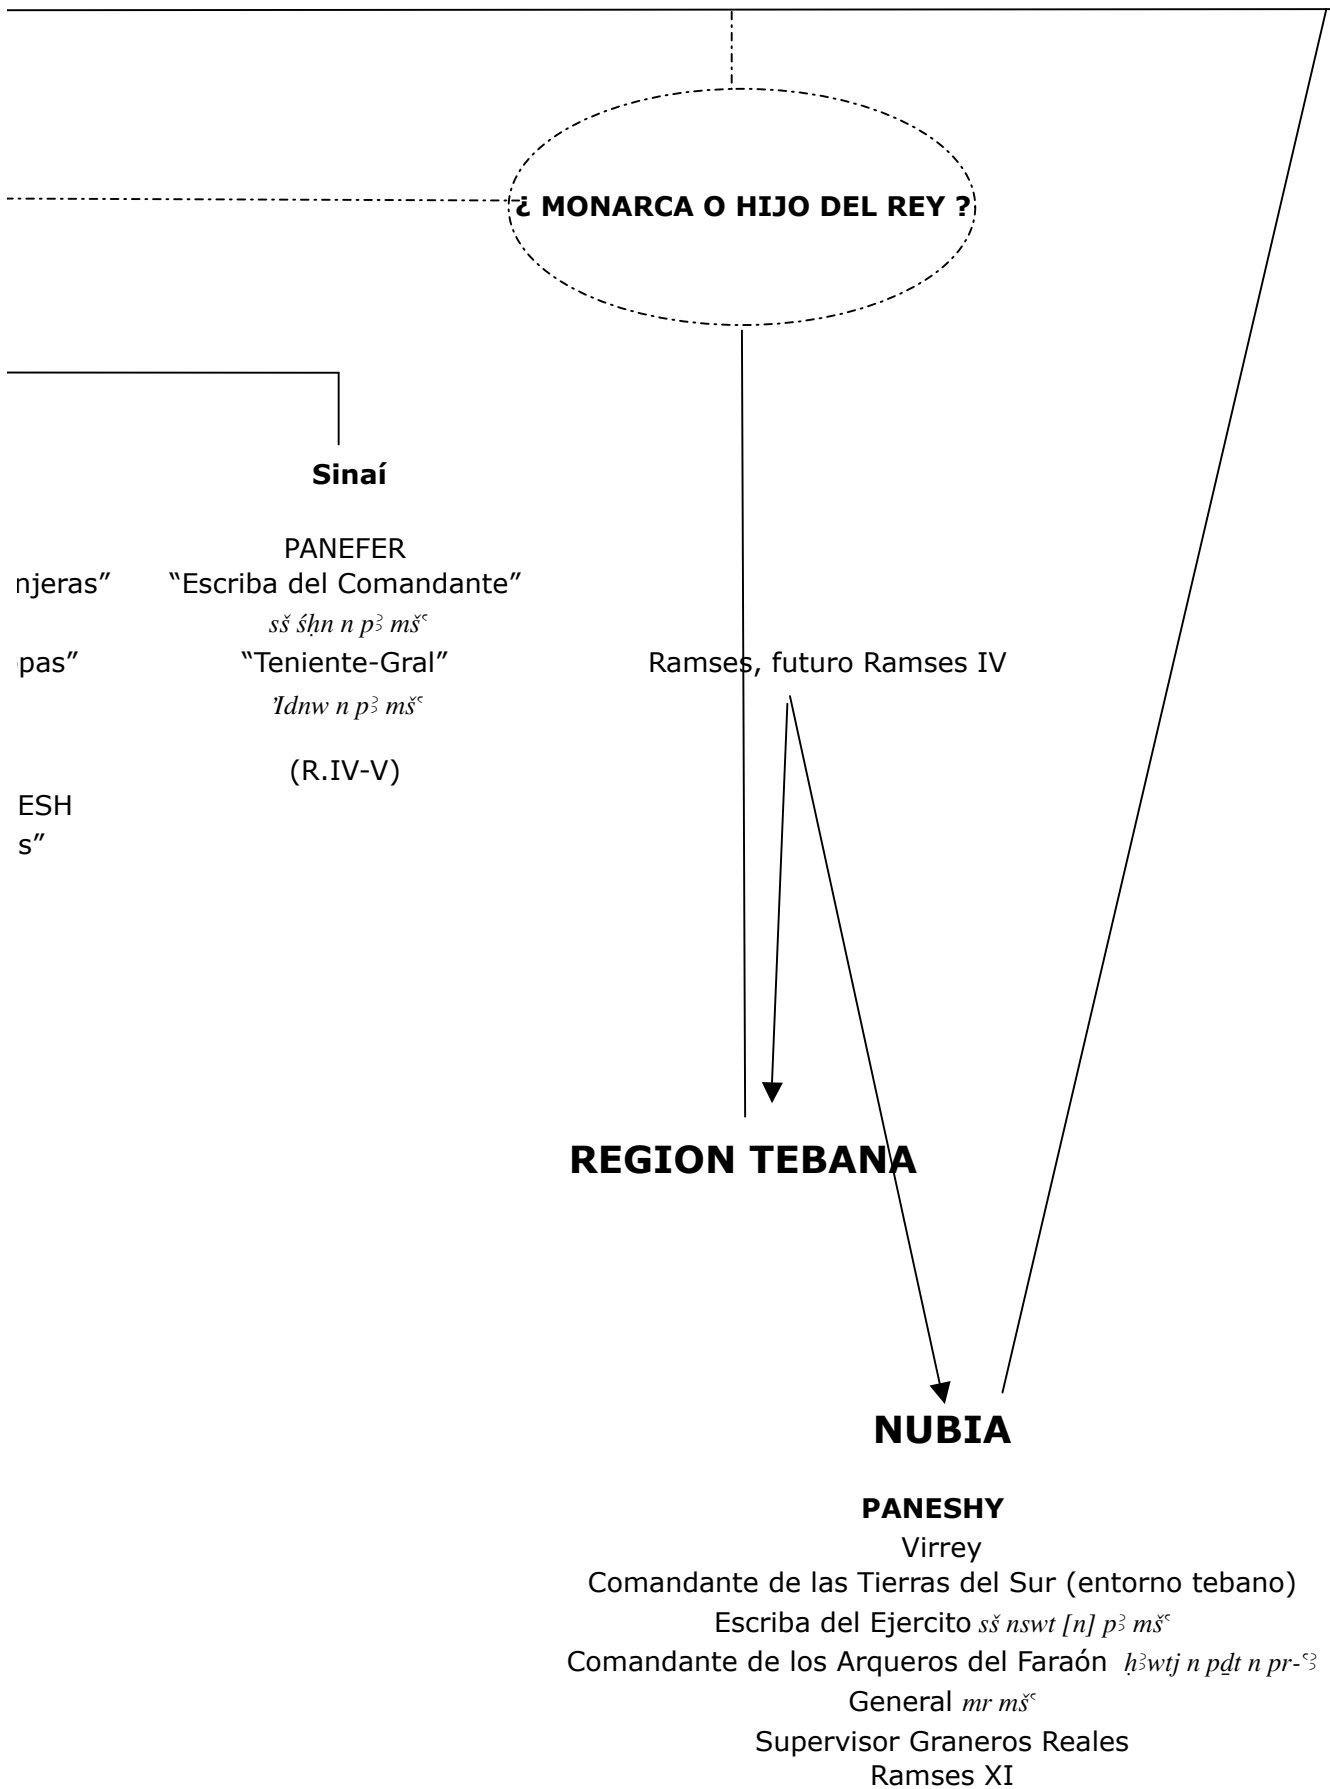 ¿ MONARCA O HIJO DEL REY ?
Sinaí
PANEFER
njeras” “Escriba del Comandante”
sš śḥn n pꜣ mšꜥ
pas” “Teniente-Gral” Ramses, futuro Ramses IV
ꞽIdnw n pꜣ mšꜥ
(R.IV-V)
ESH
s”
REGION TEBANA
NUBIA
PANESHY
Virrey
Comandante de las Tierras del Sur (entorno tebano)
Escriba del Ejercito sš nswt [n] pꜣ mšꜥ
Comandante de los Arqueros del Faraón ḥꜣwtj n pḏt n pr-ꜥꜣ
General mr mšꜥ
Supervisor Graneros Reales
Ramses XI